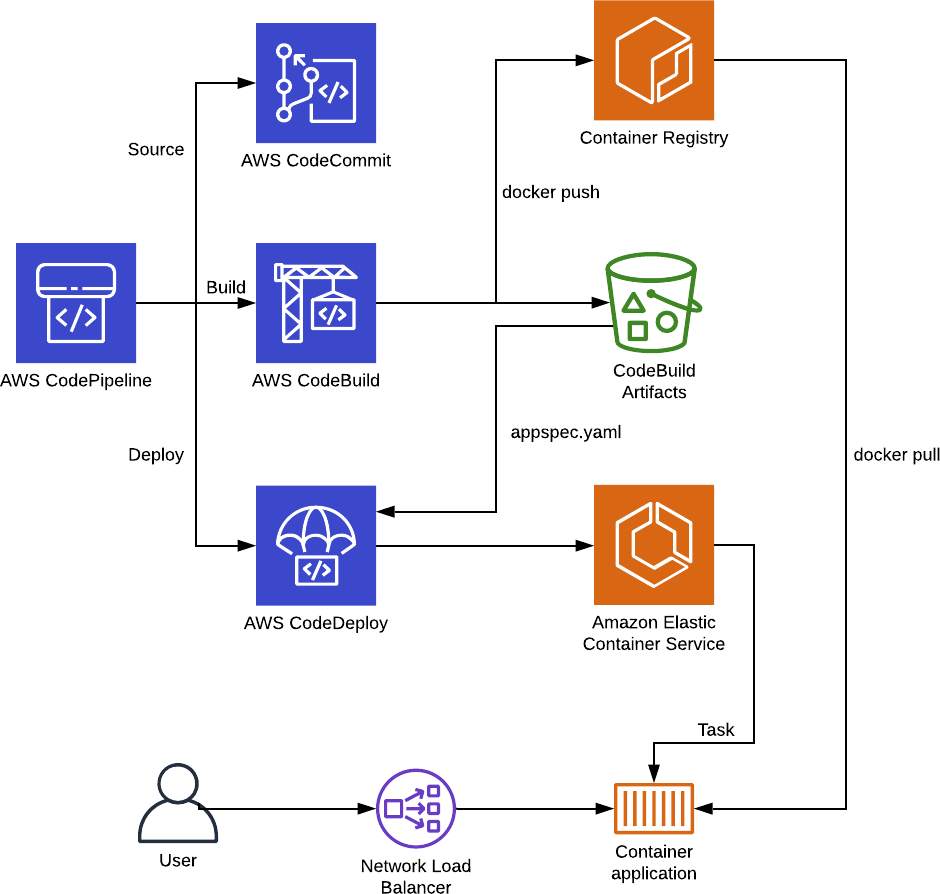 Container Registry
Source
AWS CodeCommit
docker push
Build
AWS CodePipeline
AWS CodeBuild
CodeBuild
Artifacts
appspec.yaml
Deploy
docker pull
AWS CodeDeploy
Amazon Elastic
Container Service
Task
User
Network Load
Balancer
Container
application